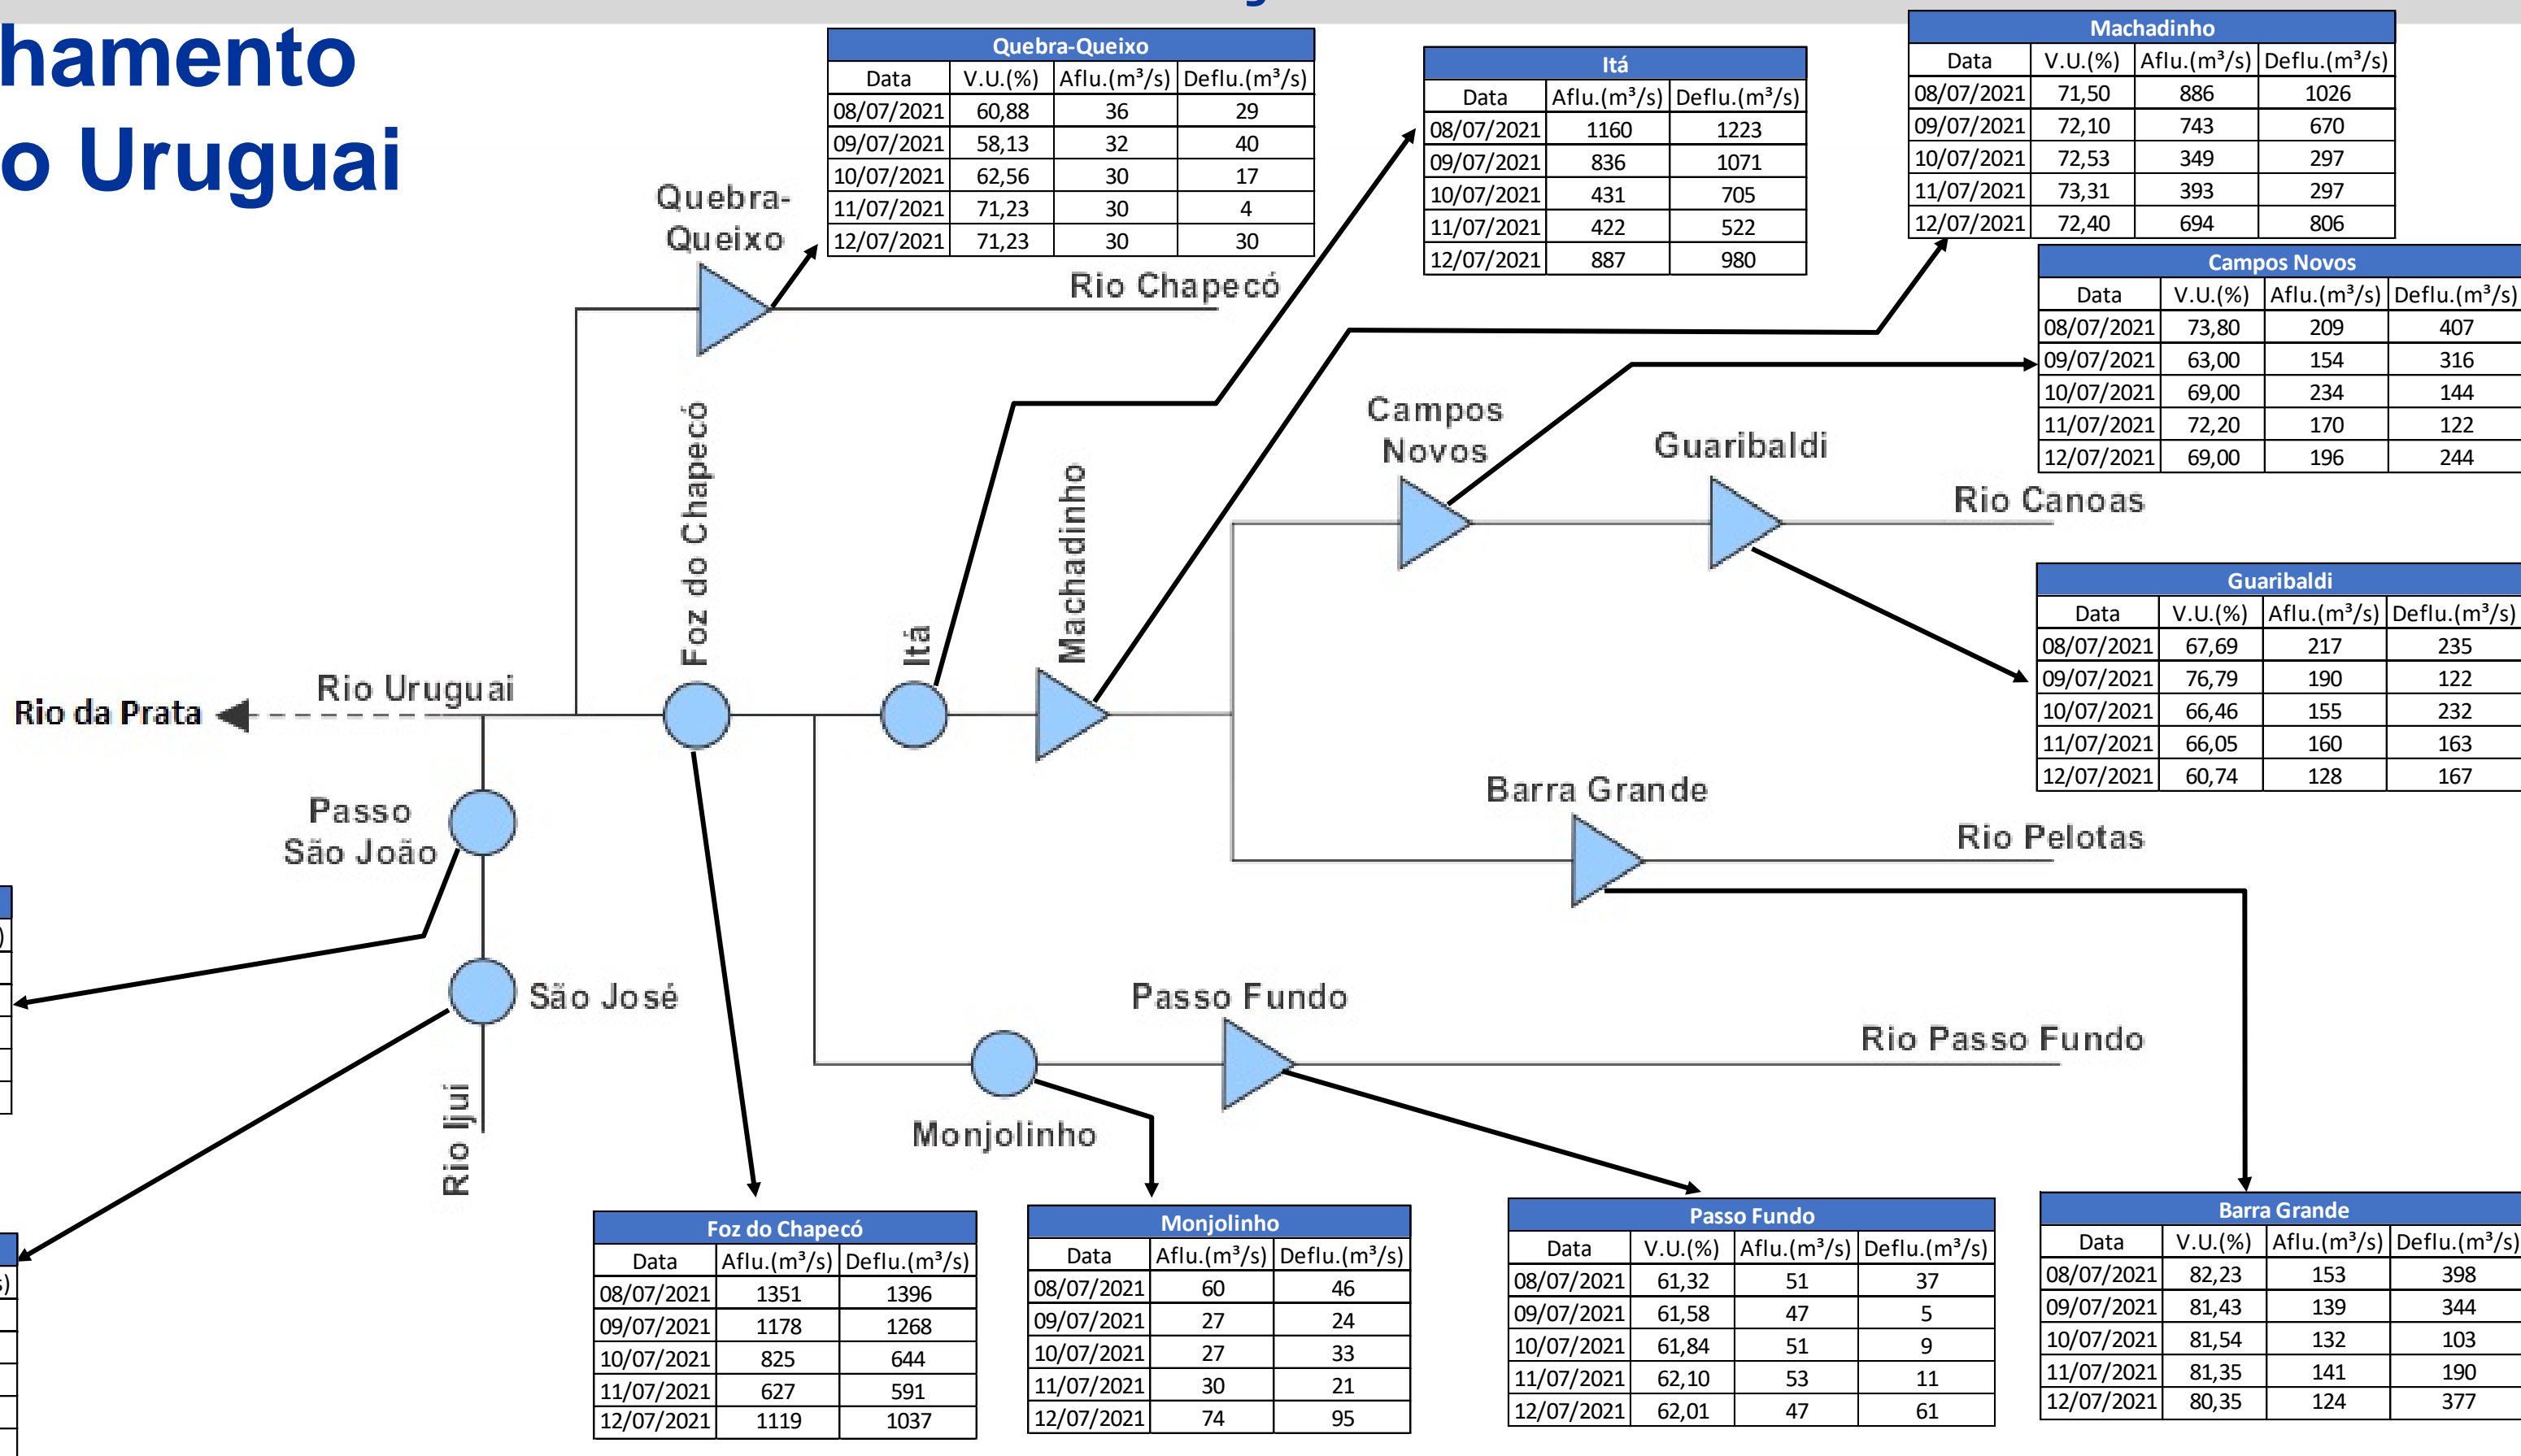 hamento
o Uruguai
Quebra-Queixo
Data V.U.(%) Aflu.(m³/s) Deflu.(m³/s)
08/07/2021 60,88 36 29
09/07/2021 58,13 32 40
10/07/2021 62,56 30 17
11/07/2021 71,23 30 4
12/07/2021 71,23 30 30
Itá
Data Aflu.(m³/s) Deflu.(m³/s)
08/07/2021 1160 1223
09/07/2021 836 1071
10/07/2021 431 705
11/07/2021 422 522
12/07/2021 887 980
Machadinho
Data V.U.(%) Aflu.(m³/s) Deflu.(m³/s)
08/07/2021 71,50 886 1026
09/07/2021 72,10 743 670
10/07/2021 72,53 349 297
11/07/2021 73,31 393 297
12/07/2021 72,40 694 806
Campos Novos
Data V.U.(%) Aflu.(m³/s) Deflu.(m³/s)
08/07/2021 73,80 209 407
09/07/2021 63,00 154 316
10/07/2021 69,00 234 144
11/07/2021 72,20 170 122
12/07/2021 69,00 196 244
Quebra-
Queixo
Rio Chapecó
Foz do Chapecó
Itá
Machadinho
Campos
Novos
Guaribaldi
Rio Canoas
Guaribaldi
Data V.U.(%) Aflu.(m³/s) Deflu.(m³/s)
08/07/2021 67,69 217 235
09/07/2021 76,79 190 122
10/07/2021 66,46 155 232
11/07/2021 66,05 160 163
12/07/2021 60,74 128 167
Rio da Prata
Rio Uruguai
Passo
São João
Barra Grande
Rio Pelotas
)
São José
Rio Ijui
Passo Fundo
Rio Passo Fundo
Monjolinho
s)
Foz do Chapecó
Data Aflu.(m³/s) Deflu.(m³/s)
08/07/2021 1351 1396
09/07/2021 1178 1268
10/07/2021 825 644
11/07/2021 627 591
12/07/2021 1119 1037
Monjolinho
Data Aflu.(m³/s) Deflu.(m³/s)
08/07/2021 60 46
09/07/2021 27 24
10/07/2021 27 33
11/07/2021 30 21
12/07/2021 74 95
Passo Fundo
Data V.U.(%) Aflu.(m³/s) Deflu.(m³/s)
08/07/2021 61,32 51 37
09/07/2021 61,58 47 5
10/07/2021 61,84 51 9
11/07/2021 62,10 53 11
12/07/2021 62,01 47 61
Barra Grande
Data V.U.(%) Aflu.(m³/s) Deflu.(m³/s)
08/07/2021 82,23 153 398
09/07/2021 81,43 139 344
10/07/2021 81,54 132 103
11/07/2021 81,35 141 190
12/07/2021 80,35 124 377